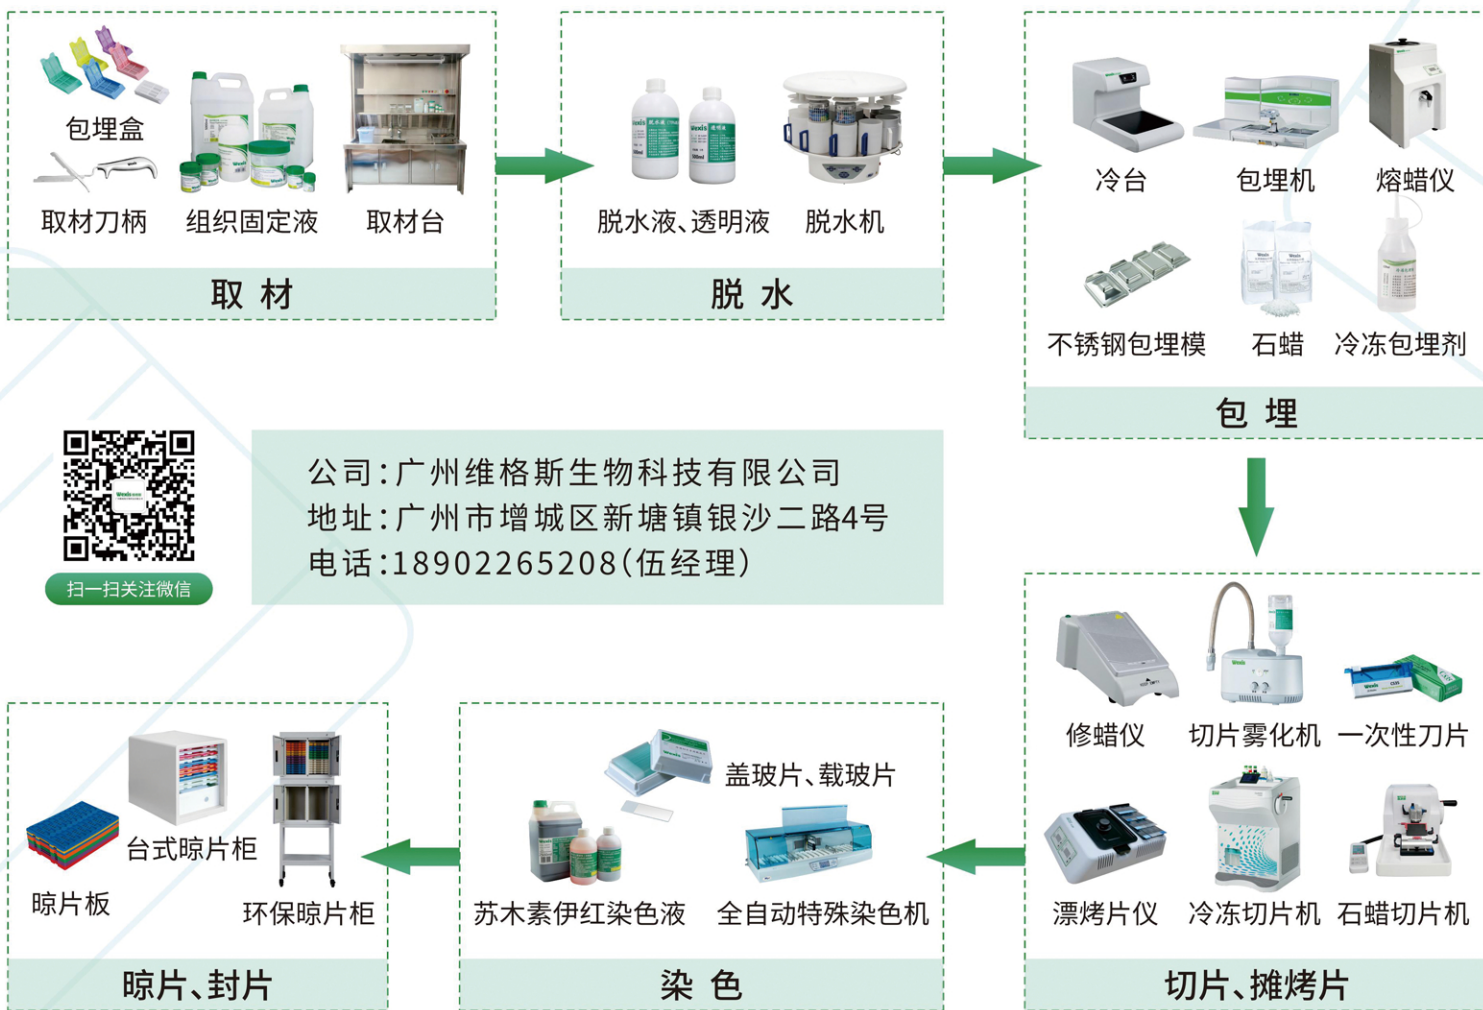 包埋盒
取材刀柄
组织固定液
取材台
取 材
脱水液、透明液
脱水机
脱 水
冷台
包埋机
熔蜡仪
不锈钢包埋模
石蜡
冷冻包埋剂
包 埋
扫一扫关注微信
公司:广州维格斯生物科技有限公司
地址:广州市增城区新塘镇银沙二路4号
电话:18902265208(伍经理)
修蜡仪
切片雾化机
一次性刀片
漂烤片仪
冷冻切片机
石蜡切片机
切片、摊烤片
盖玻片、载玻片
苏木素伊红染色液
全自动特殊染色机
染 色
台式晾片柜
晾片板
环保晾片柜
晾片、封片